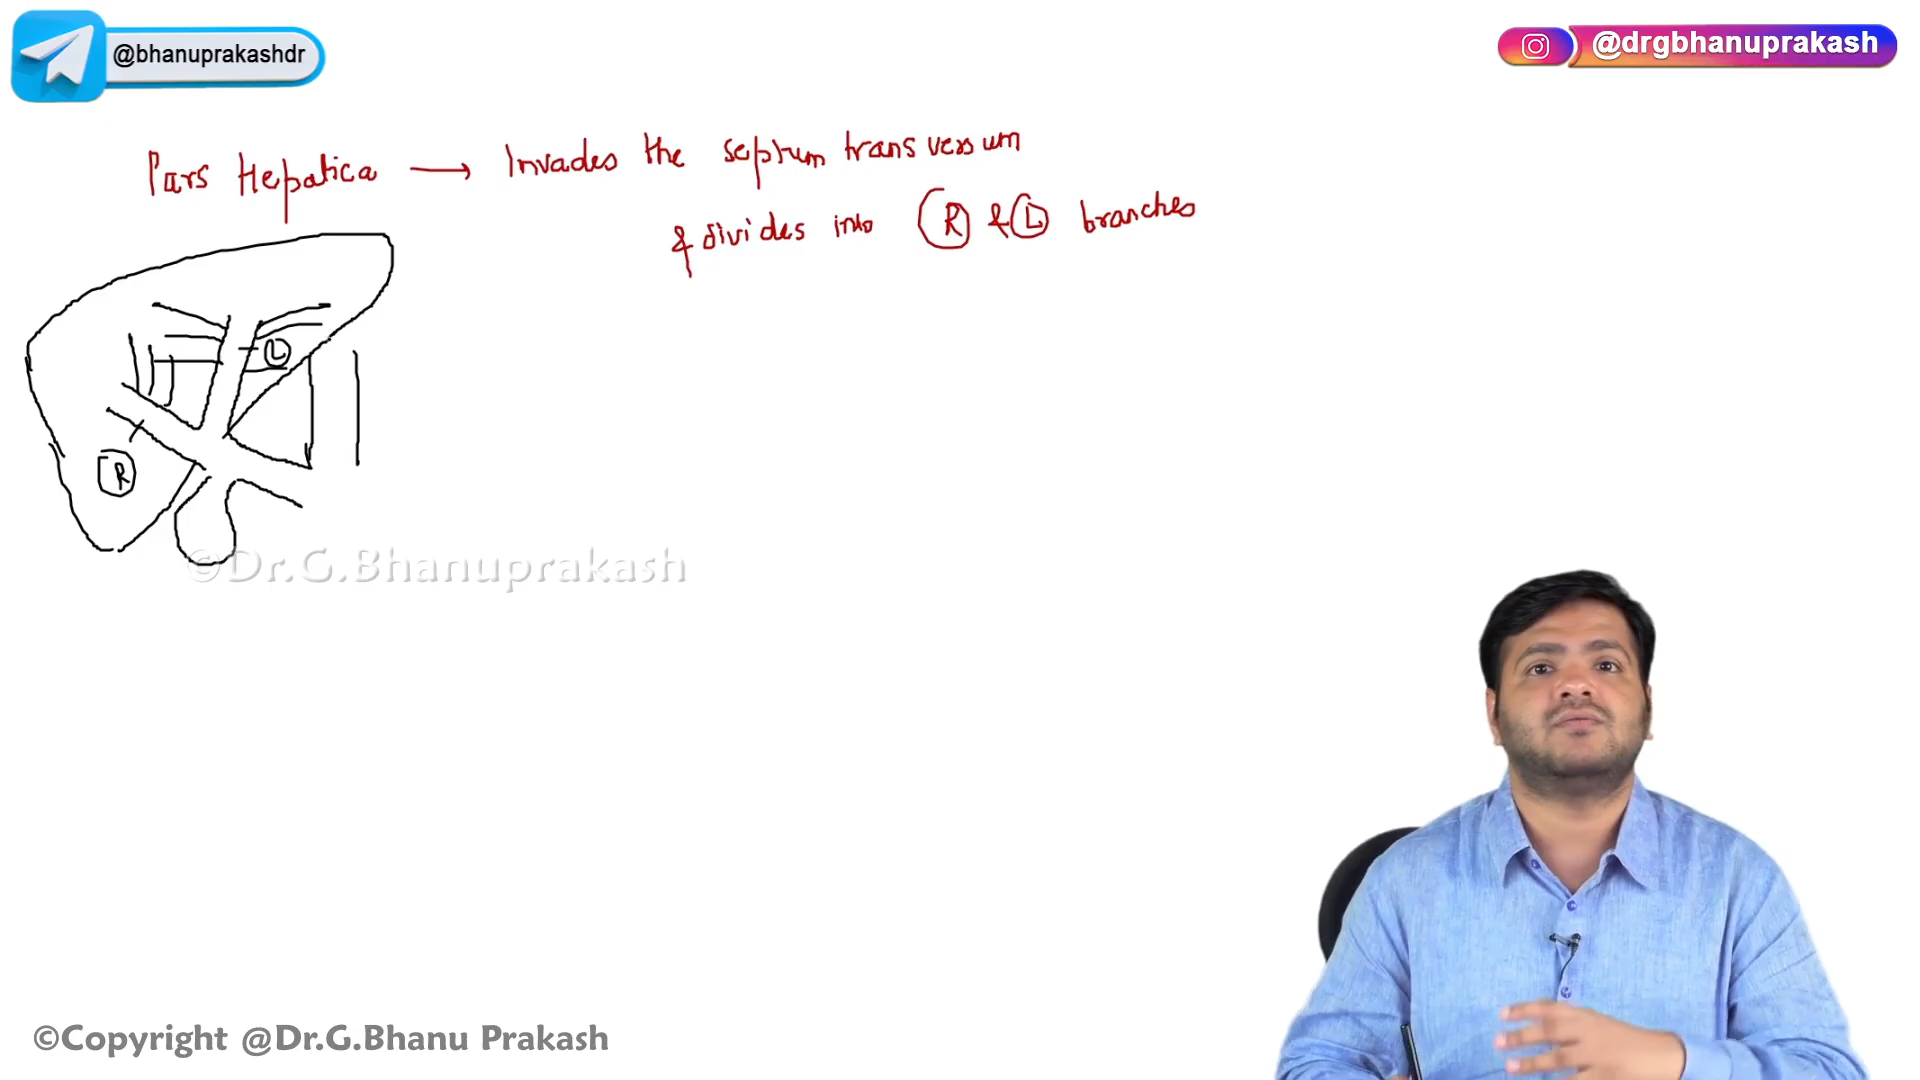 @bhanuprakashdr
@drgbhanuprakash
Pars Hepatica → Invades the septum transversum
& divides into R & L branches
L
R
©Dr.G.Bhanuprakash
©Copyright @Dr.G.Bhanu Prakash